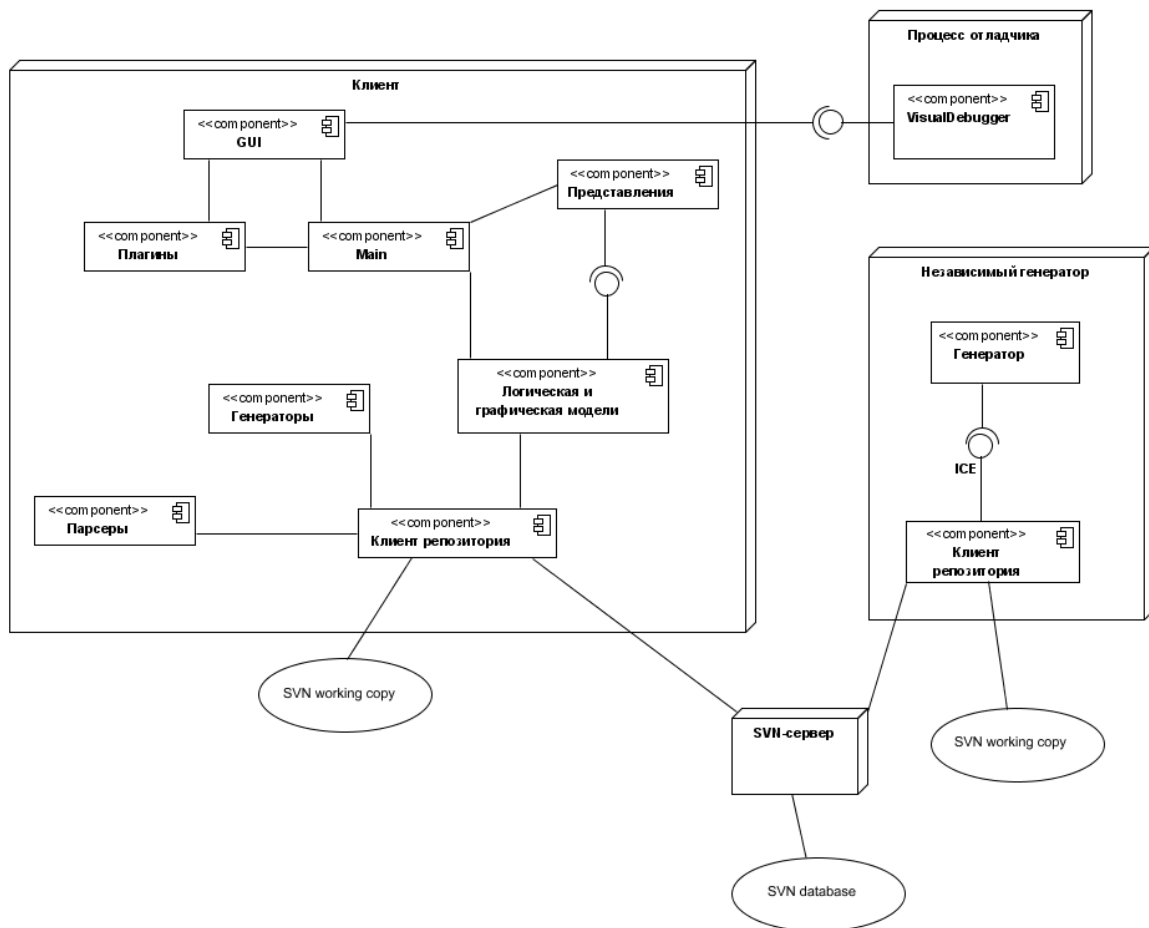 Процесс отладчика
<<component>>
VisualDebugger
Клиент
<<component>>
GUI
<<component>>
Представления
<<component>>
Плагины
<<component>>
Main
<<component>>
Логическая и
графическая модели
<<component>>
Генераторы
<<component>>
Парсеры
<<component>>
Клиент репозитория
Независимый генератор
<<component>>
Генератор
ICE
<<component>>
Клиент
репозитория
SVN working copy
SVN-сервер
SVN working copy
SVN database